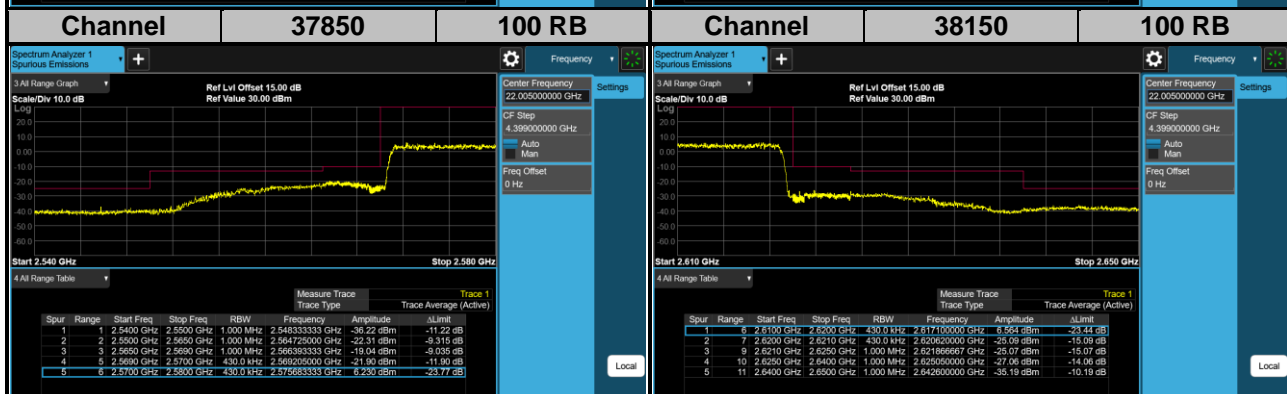 Channel 37850 100 RB Channel 38150 100 RB
Spectrum Analyzer 1
Spurious Emissions
+
Frequency
3 All Range Graph
Scale/Div 10.0 dB
Ref Lvl Offset 15.00 dB
Ref Value 30.00 dBm
Log
20.0
10.0
0.00
-10.0
-20.0
-30.0
-40.0
-50.0
-60.0
Start 2.540 GHz Stop 2.580 GHz
Center Frequency
22.005000000 GHz
Settings
CF Step
4.399000000 GHz
Auto
Man
Freq Offset
0 Hz
4 All Range Table
Measure Trace Trace 1
Trace Type Trace Average (Active)
Spur Range Start Freq Stop Freq RBW Frequency Amplitude ΔLimit
1 1 2.5400 GHz 2.5500 GHz 1.000 MHz 2.548333333 GHz -36.22 dBm -11.22 dB
2 2 2.5500 GHz 2.5650 GHz 1.000 MHz 2.564725000 GHz -22.31 dBm -9.315 dB
3 3 2.5650 GHz 2.5690 GHz 1.000 MHz 2.566393333 GHz -19.04 dBm -9.035 dB
4 5 2.5690 GHz 2.5700 GHz 430.0 kHz 2.569205000 GHz -21.90 dBm -11.90 dB
5 6 2.5700 GHz 2.5800 GHz 430.0 kHz 2.575683333 GHz 6.230 dBm -23.77 dB
Local
Spectrum Analyzer 1
Spurious Emissions
+
Frequency
3 All Range Graph
Scale/Div 10.0 dB
Ref Lvl Offset 15.00 dB
Ref Value 30.00 dBm
Log
20.0
10.0
0.00
-10.0
-20.0
-30.0
-40.0
-50.0
-60.0
Start 2.610 GHz Stop 2.650 GHz
Center Frequency
22.005000000 GHz
Settings
CF Step
4.399000000 GHz
Auto
Man
Freq Offset
0 Hz
4 All Range Table
Measure Trace Trace 1
Trace Type Trace Average (Active)
Spur Range Start Freq Stop Freq RBW Frequency Amplitude ΔLimit
1 6 2.6100 GHz 2.6200 GHz 430.0 kHz 2.617100000 GHz 6.564 dBm -23.44 dB
2 7 2.6200 GHz 2.6210 GHz 430.0 kHz 2.620620000 GHz -25.09 dBm -15.09 dB
3 9 2.6210 GHz 2.6250 GHz 1.000 MHz 2.621866667 GHz -25.07 dBm -15.07 dB
4 10 2.6250 GHz 2.6400 GHz 1.000 MHz 2.625050000 GHz -27.06 dBm -14.06 dB
5 11 2.6400 GHz 2.6500 GHz 1.000 MHz 2.642600000 GHz -35.19 dBm -10.19 dB
Local